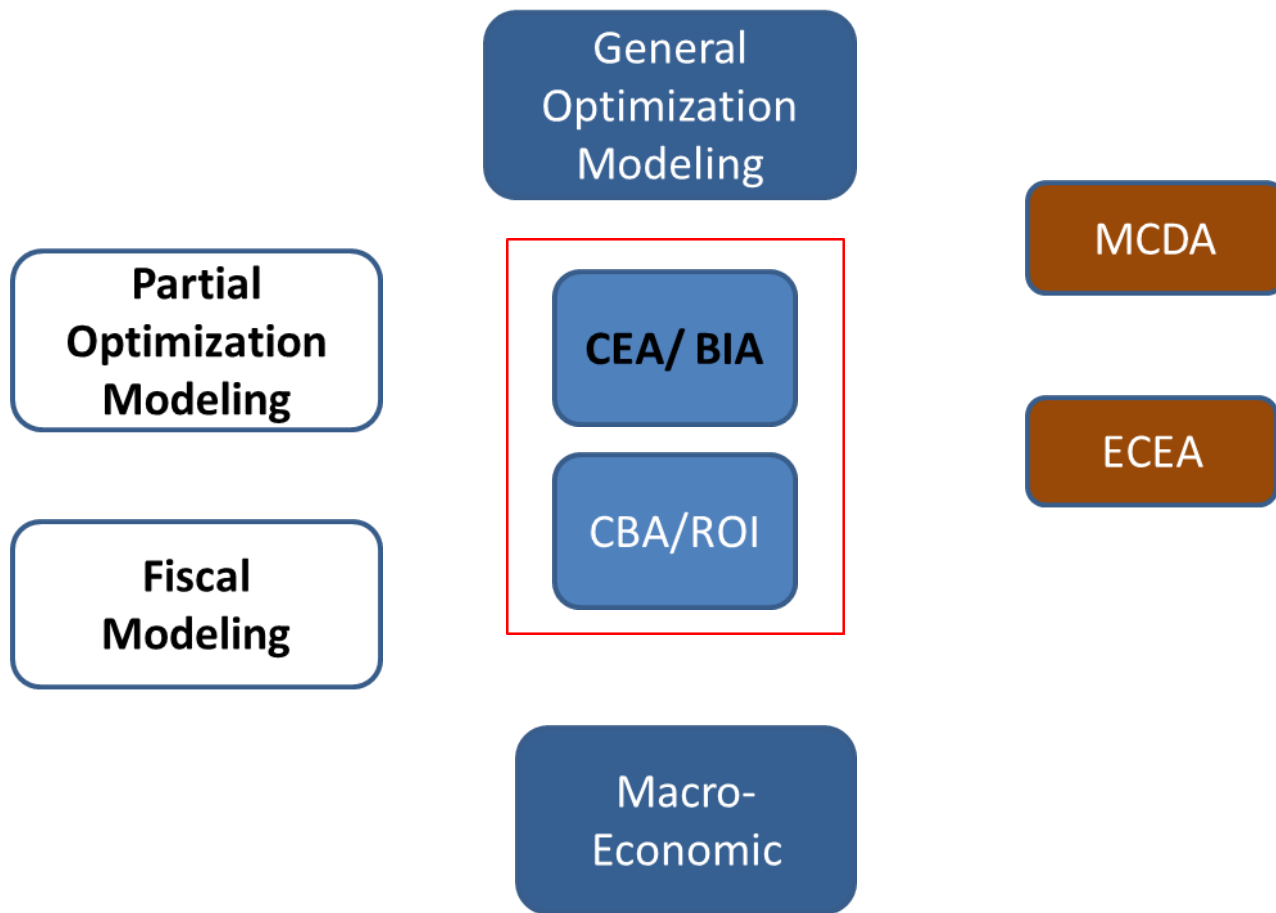 General
Optimization
Modeling
MCDA
Partial
Optimization
Modeling
CEA/ BIA
ECEA
CBA/ROI
Fiscal
Modeling
Macro-
Economic